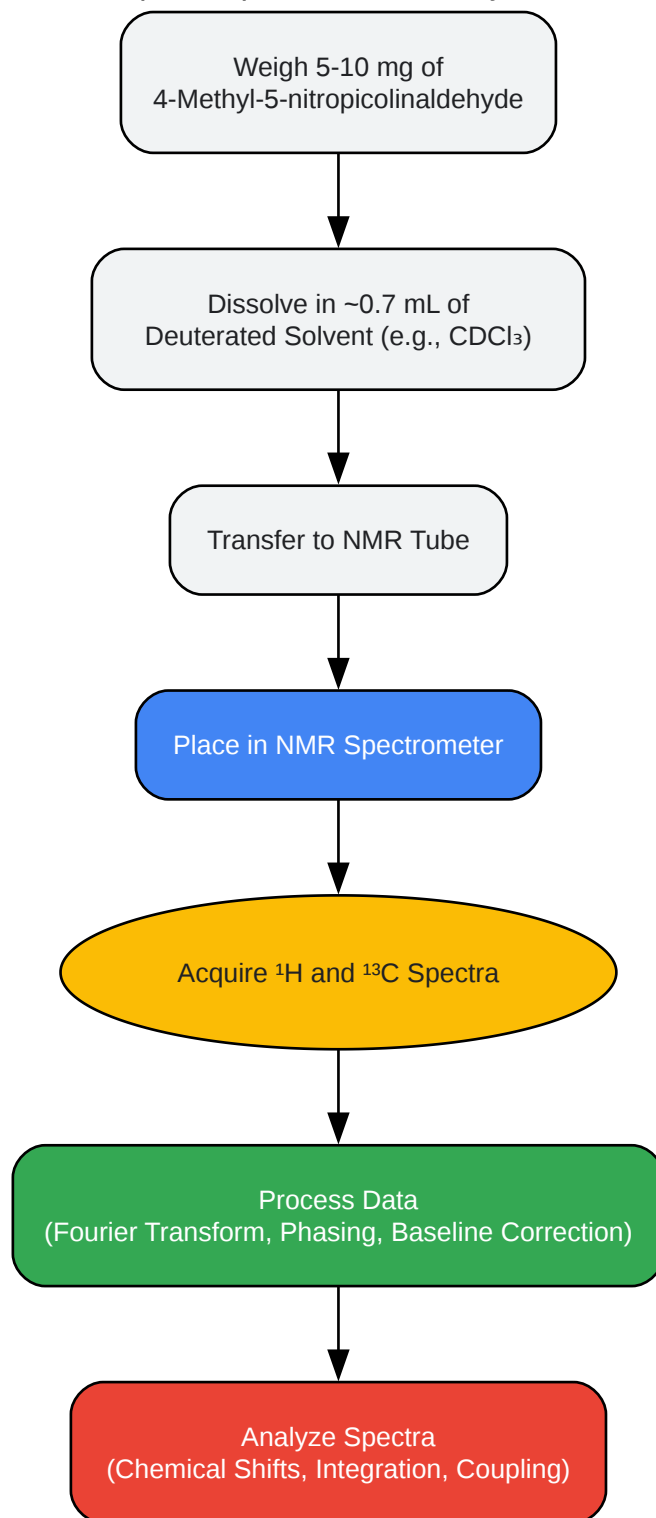 Weigh 5-10 mg of
4-Methyl-5-nitropicolinaldehyde
Dissolve in ~0.7 mL of
Deuterated Solvent (e.g., CDCl₃)
Transfer to NMR Tube
Place in NMR Spectrometer
Acquire ¹H and ¹³C Spectra
Process Data
(Fourier Transform, Phasing, Baseline Correction)
Analyze Spectra
(Chemical Shifts, Integration, Coupling)